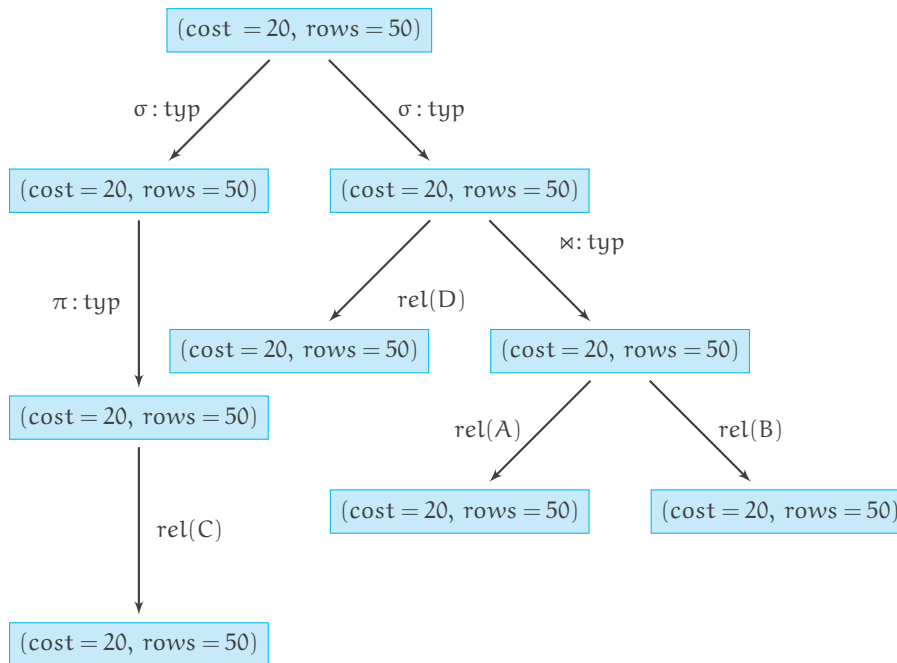 (cost = 20, rows = 50)
σ : typ
σ : typ
(cost = 20, rows = 50)
(cost = 20, rows = 50)
⋈: typ
π : typ
rel(D)
(cost = 20, rows = 50)
(cost = 20, rows = 50)
(cost = 20, rows = 50)
rel(A)
rel(B)
(cost = 20, rows = 50)
(cost = 20, rows = 50)
rel(C)
(cost = 20, rows = 50)